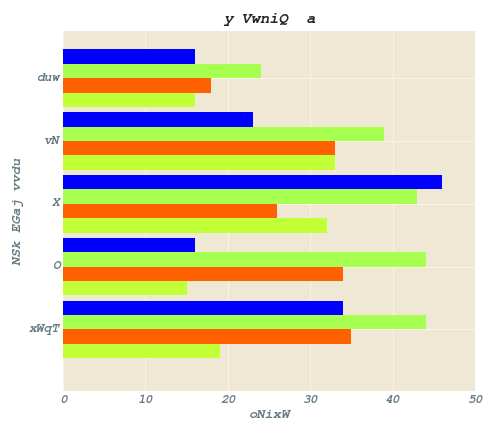 y VwniQ  a
NSk EGaj vvdu
duw
vN
X
O
xWqT
0 10 20 30 40 50
oNixW